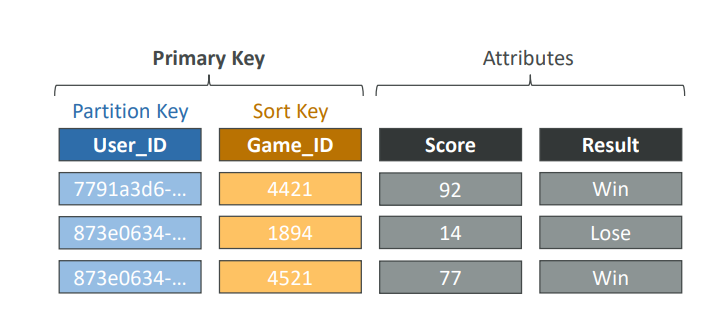 Primary Key Attributes
Partition Key Sort Key
User_ID Game_ID Score Result
7791a3d6-... 4421 92 Win
873e0634-... 1894 14 Lose
873e0634-... 4521 77 Win